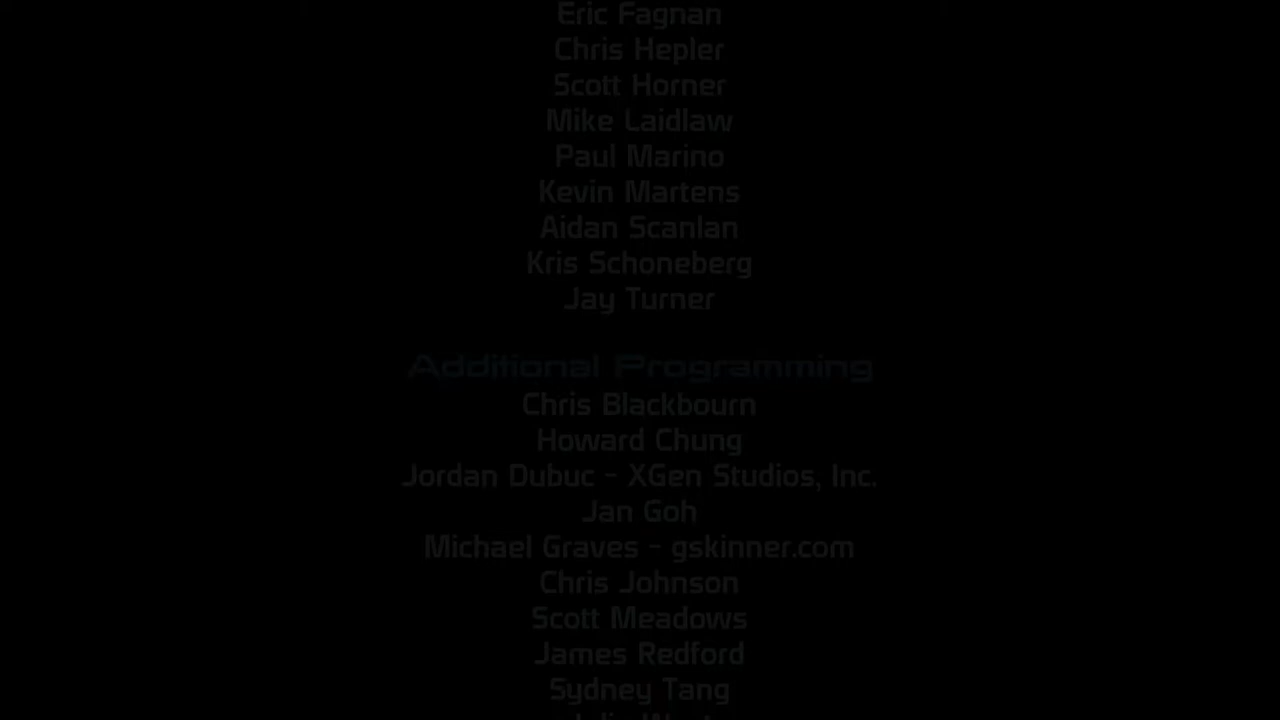 Eric Fagnan
Chris Hepler
Scott Horner
Mike Laidlaw
Paul Marino
Kevin Martens
Aidan Scanlan
Kris Schoneberg
Jay Turner
Additional Programming
Chris Blackbourn
Howard Chung
Jordan Dubuc - XGen Studios, Inc.
Jan Goh
Michael Graves - gskinner.com
Chris Johnson
Scott Meadows
James Redford
Sydney Tang